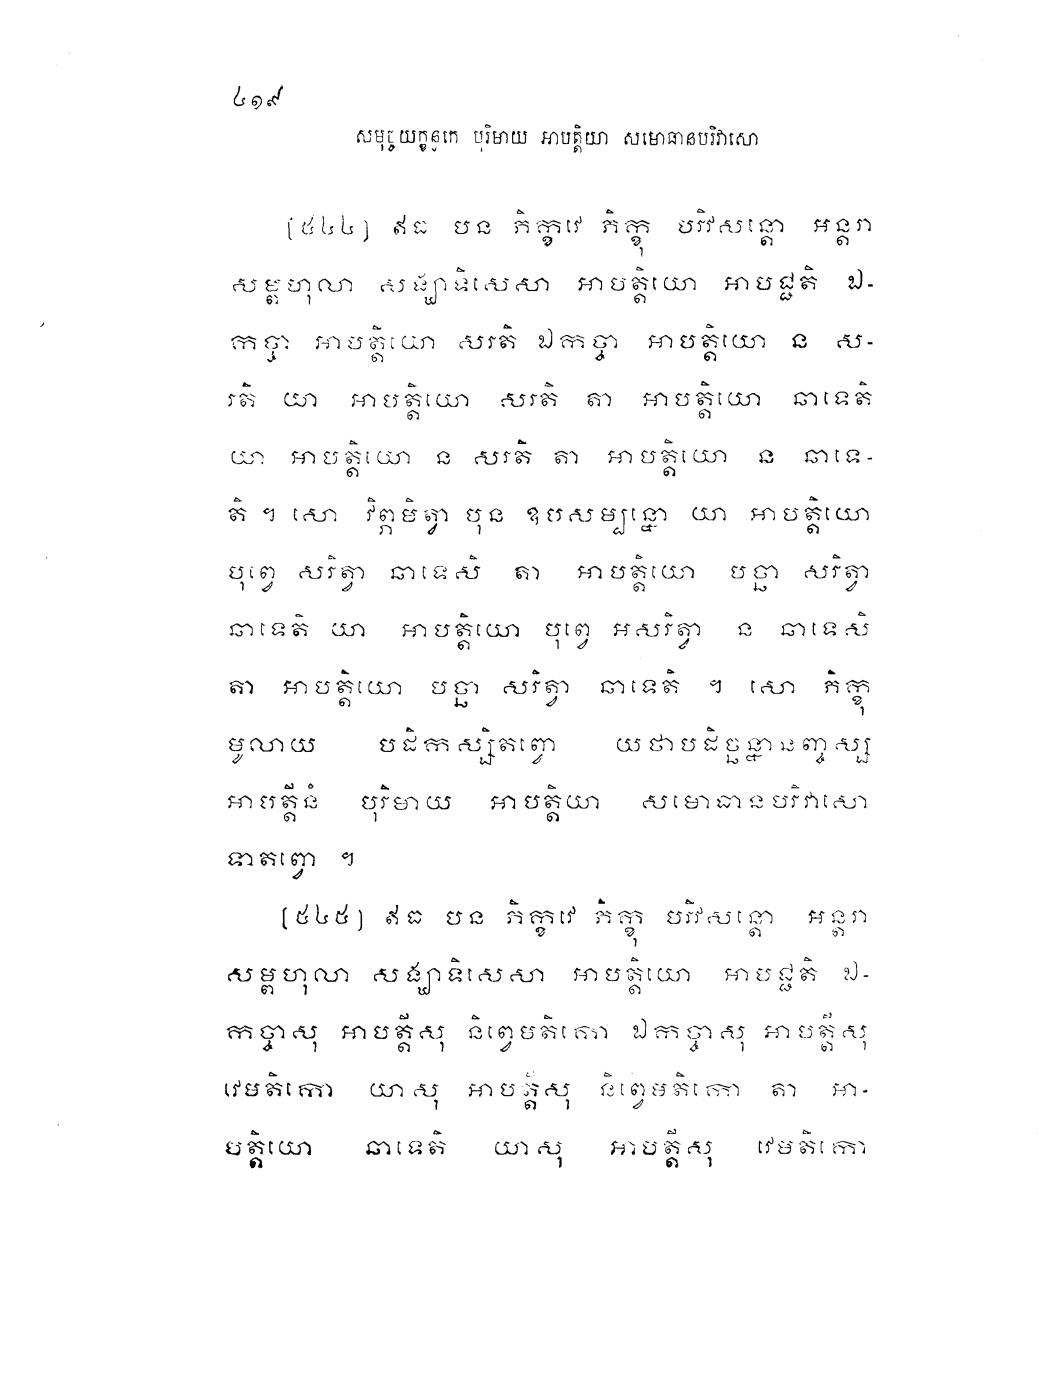 ៤១៩
សមុច្ចយក្ខន្ធកេ បុរិមាយ អាបត្តិយា សមោធានបរិវាសោ
[៥៤៤] ឥធ បន ភិក្ខវេ ភិក្ខុ បរិវសន្តោ អន្តរា
សម្ពហុលា សង្ឃាទិសេសា អាបត្តិយោ អាបជ្ជតិ ឯ-
កច្ចា អាបត្តិយោ សរតិ ឯកច្ចា អាបត្តិយោ ន ស-
រតិ យា អាបត្តិយោ សរតិ តា អាបត្តិយោ ឆាទេតិ
យា អាបត្តិយោ ន សរតិ តា អាបត្តិយោ ន ឆាទេ-
តិ ។ សោ វិព្ភមិត្វា បុន ឧបសម្បន្នោ យា អាបត្តិយោ
បុព្វេ សរិត្វា ឆាទេសិ តា អាបត្តិយោ បច្ឆា សរិត្វា
ឆាទេតិ យា អាបត្តិយោ បុព្វេ អសរិត្វា ន ឆាទេសិ
តា អាបត្តិយោ បច្ឆា សរិត្វា ឆាទេតិ ។ សោ ភិក្ខុ
មូលាយ បដិកស្សិតព្វោ យថាបដិច្ឆន្នានញ្ចស្ស
អាបត្តីនំ បុរិមាយ អាបត្តិយា សមោធានបរិវាសោ
ទាតព្វោ ។
[៥៤៥] ឥធ បន ភិក្ខវេ ភិក្ខុ បរិវសន្តោ អន្តរា
សម្ពហុលា សង្ឃាទិសេសា អាបត្តិយោ អាបជ្ជតិ ឯ-
កច្ចាសុ អាបត្តីសុ និព្វេមតិកោ ឯកច្ចាសុ អាបត្តីសុ
វេមតិកោ យាសុ អាបត្តីសុ និព្វេមតិកោ តា អា-
បត្តិយោ ឆាទេតិ យាសុ អាបត្តីសុ វេមតិកោ